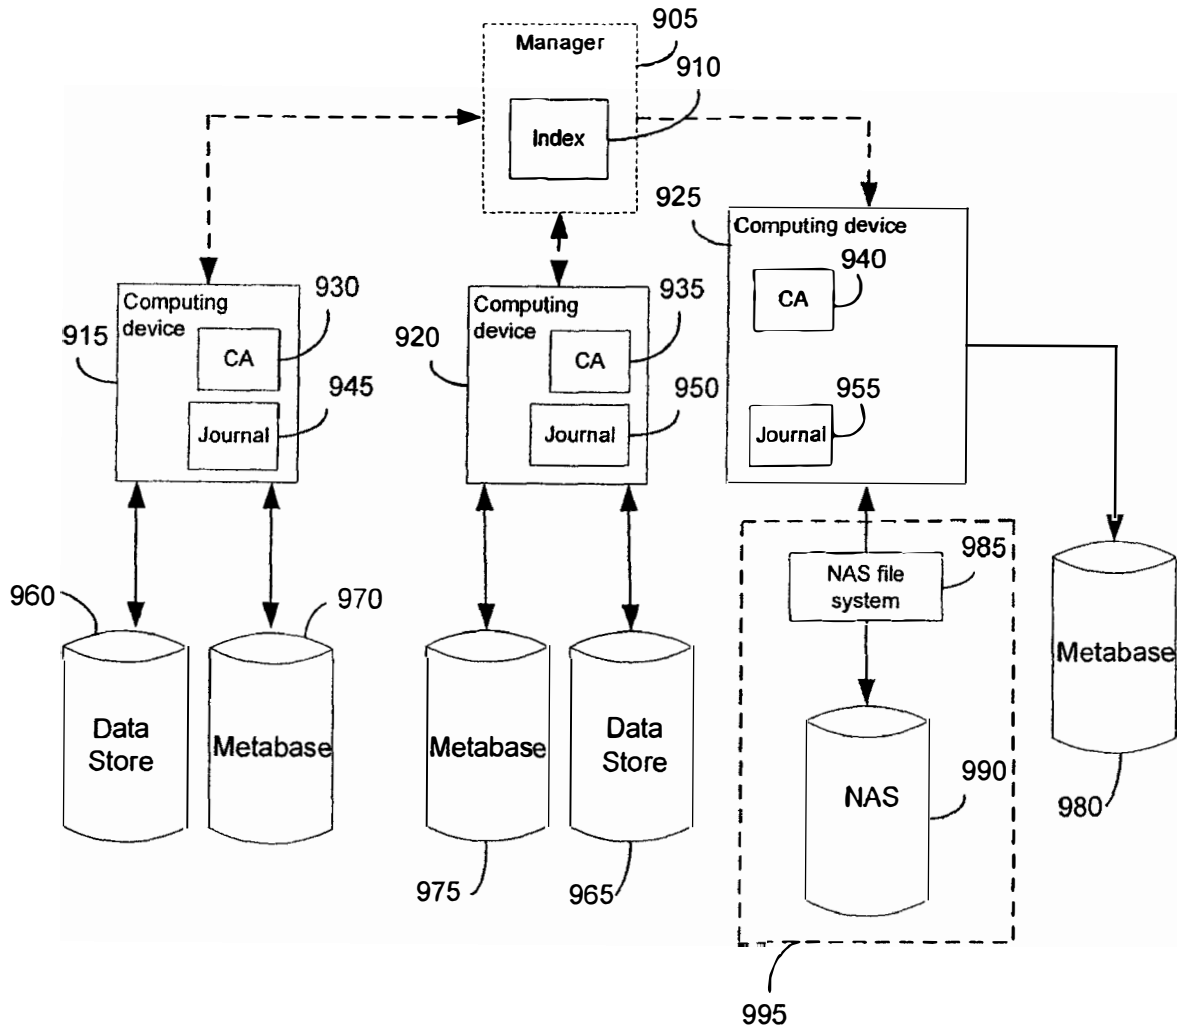 905
Manager
910
Index
925
Computing device
940
CA
930
Computing
device
915
CA
945
Journal
935
Computing
device
920
CA
950
Journal
955
Journal
985
NAS file
system
960
970
Data
Store
Metabase
Metabase
Data
Store
Metabase
990
NAS
980
975
965
995